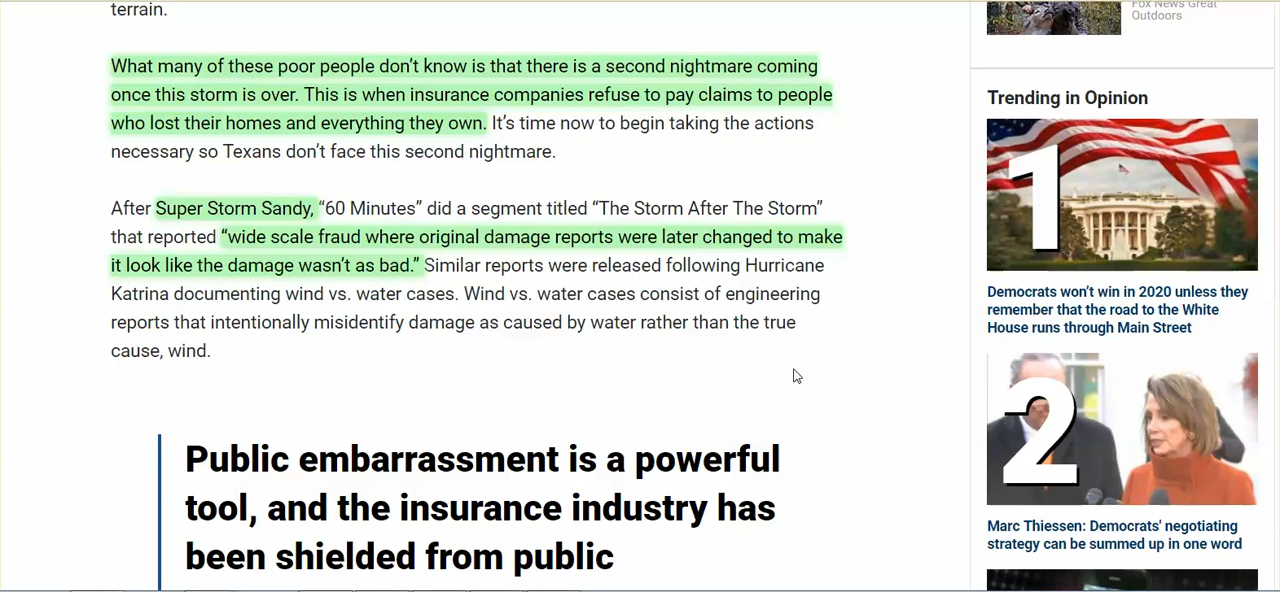 terrain.
What many of these poor people don’t know is that there is a second nightmare coming
once this storm is over. This is when insurance companies refuse to pay claims to people
who lost their homes and everything they own. It’s time now to begin taking the actions
necessary so Texans don’t face this second nightmare.
After Super Storm Sandy, “60 Minutes” did a segment titled “The Storm After The Storm”
that reported “wide scale fraud where original damage reports were later changed to make
it look like the damage wasn’t as bad.” Similar reports were released following Hurricane
Katrina documenting wind vs. water cases. Wind vs. water cases consist of engineering
reports that intentionally misidentify damage as caused by water rather than the true
cause, wind.
Public embarrassment is a powerful
tool, and the insurance industry has
been shielded from public
Fox News Great
Outdoors
Trending in Opinion
1
Democrats won’t win in 2020 unless they
remember that the road to the White
House runs through Main Street
2
Marc Thiessen: Democrats' negotiating
strategy can be summed up in one word